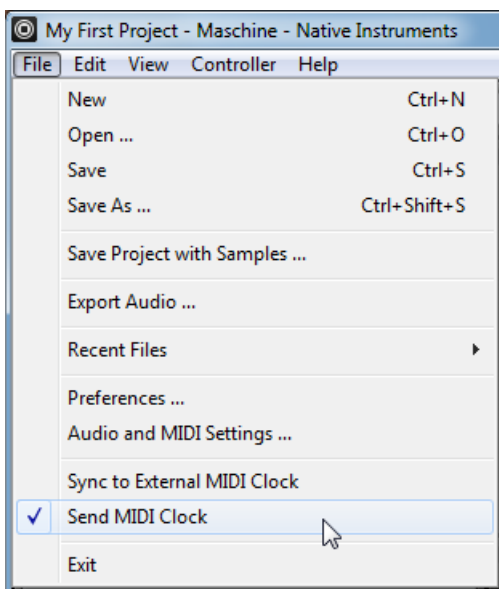 My First Project - Maschine - Native Instruments
File Edit View Controller Help
New Ctrl+N
Open ... Ctrl+O
Save Ctrl+S
Save As ... Ctrl+Shift+S
Save Project with Samples ...
Export Audio ...
Recent Files
Preferences ...
Audio and MIDI Settings ...
Sync to External MIDI Clock
Send MIDI Clock
Exit